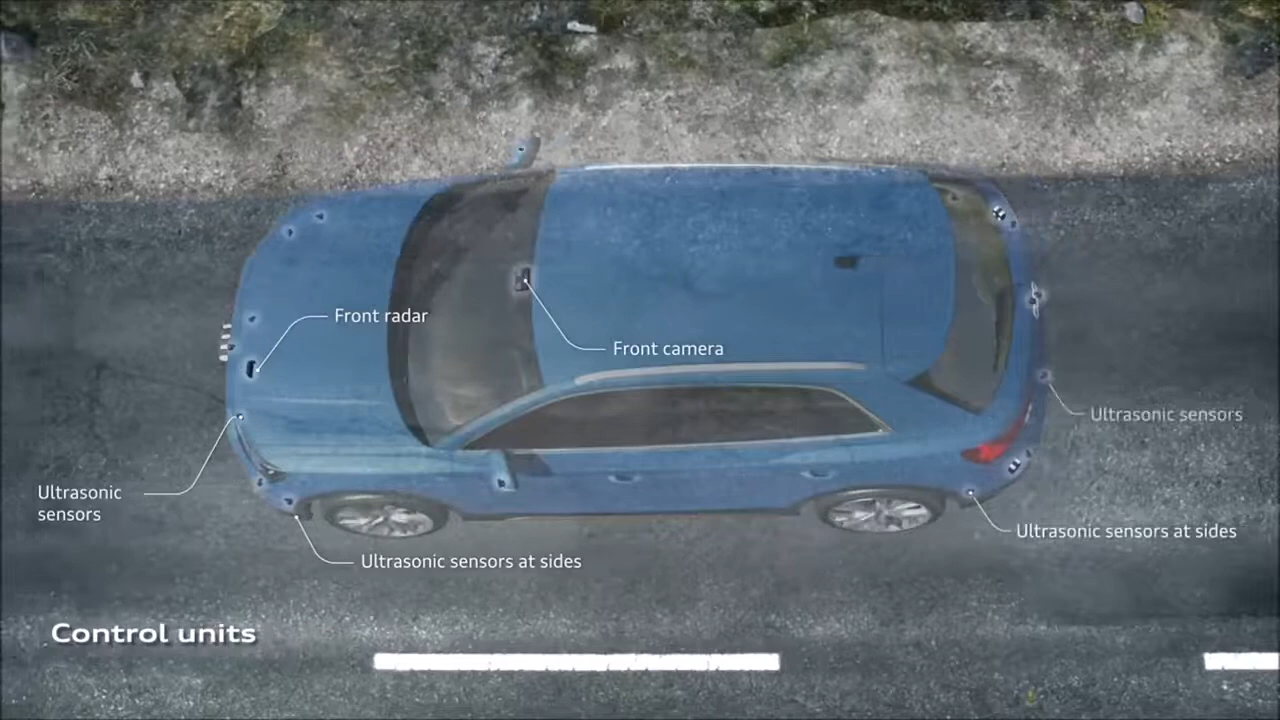 Front radar
Front camera
Ultrasonic sensors
Ultrasonic
sensors
Ultrasonic sensors at sides
Ultrasonic sensors at sides
Control units